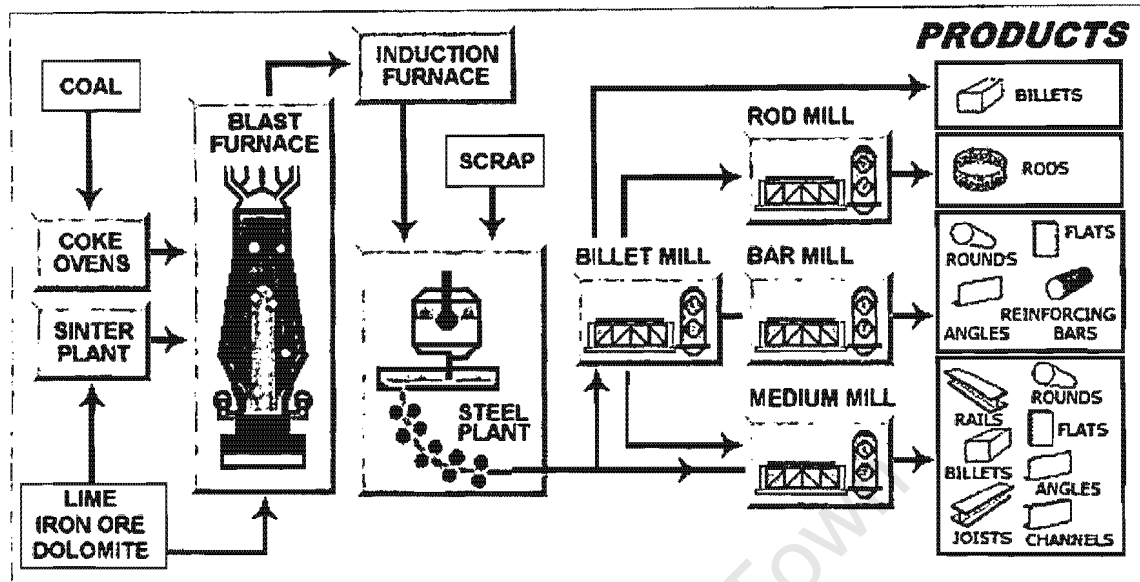 PRODUCTS
COAL
INDUCTION
FURNACE
BLAST
FURNACE
SCRAP
COKE
OVENS
SINTER
PLANT
LIME
IRON ORE
DOLOMITE
STEEL
PLANT
BILLET MILL
ROD MILL
BAR MILL
MEDIUM MILL
BILLETS
RODS
ROUNDS
FLATS
ANGLES
REINFORCING
BARS
RAILS
ROUNDS
FLATS
BILLETS
ANGLES
JOISTS
CHANNELS
Town